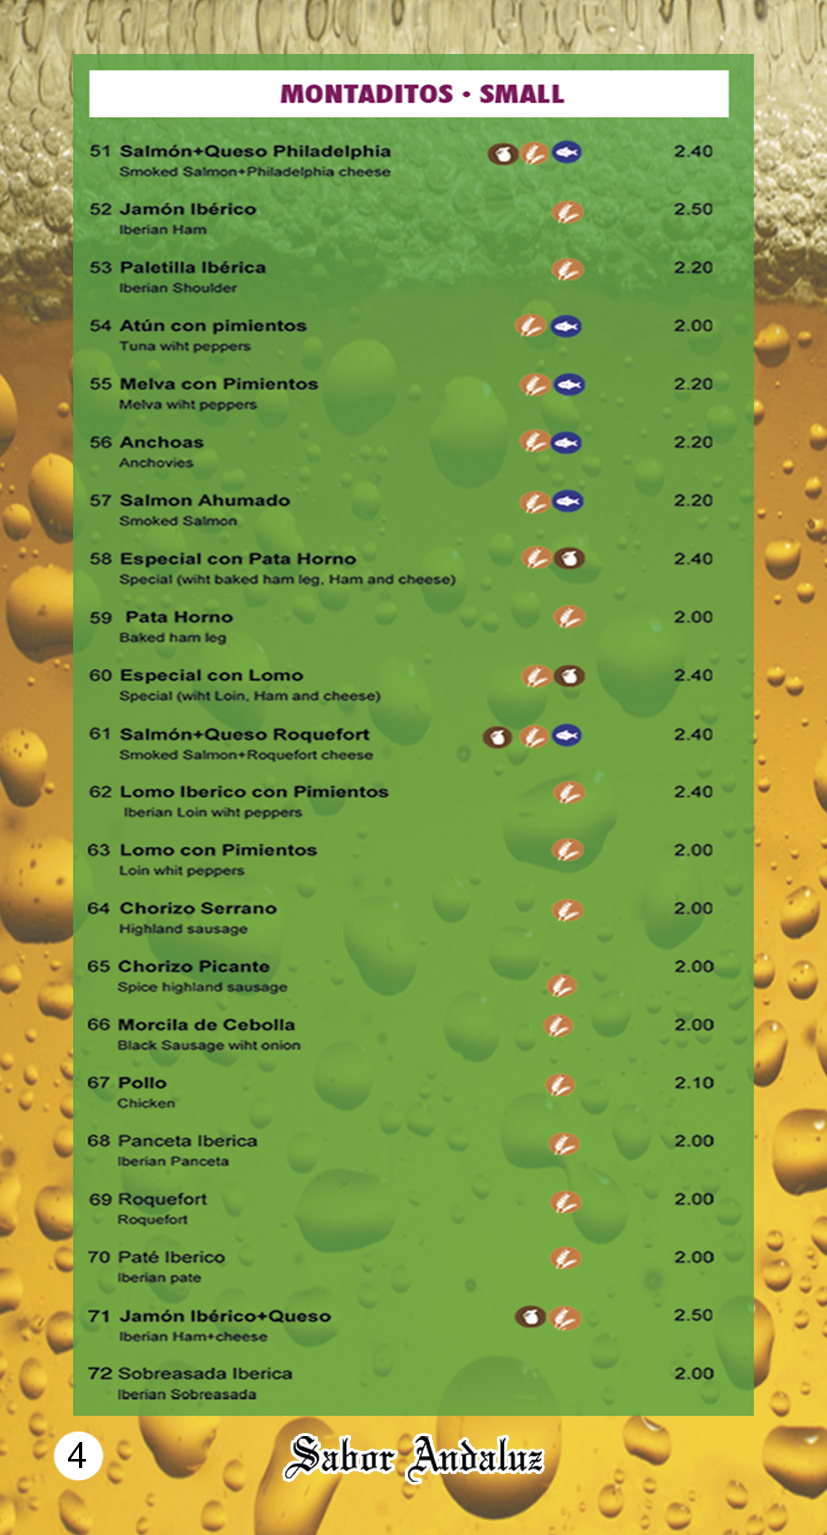 MONTADITOS • SMALL
51 Salmón+Queso Philadelphia 2.40
Smoked Salmon+Philadelphia cheese
52 Jamón Ibérico 2.50
Iberian Ham
53 Paletilla Ibérica 2.20
Iberian Shoulder
54 Atún con pimientos 2.00
Tuna wiht peppers
55 Melva con Pimientos 2.20
Melva wiht peppers
56 Anchoas 2.20
Anchovies
57 Salmon Ahumado 2.20
Smoked Salmon
58 Especial con Pata Horno 2.40
Special (wiht baked ham leg, Ham and cheese)
59 Pata Horno 2.00
Baked ham leg
60 Especial con Lomo 2.40
Special (wiht Loin, Ham and cheese)
61 Salmón+Queso Roquefort 2.40
Smoked Salmon+Roquefort cheese
62 Lomo Iberico con Pimientos 2.40
Iberian Loin wiht peppers
63 Lomo con Pimientos 2.00
Loin whit peppers
64 Chorizo Serrano 2.00
Highland sausage
65 Chorizo Picante 2.00
Spice highland sausage
66 Morcila de Cebolla 2.00
Black Sausage wiht onion
67 Pollo 2.10
Chicken
68 Panceta Iberica 2.00
Iberian Panceta
69 Roquefort 2.00
Roquefort
70 Paté Iberico 2.00
Iberian pate
71 Jamón Ibérico+Queso 2.50
Iberian Ham+cheese
72 Sobreasada Iberica 2.00
Iberian Sobreasada
4 Sabor Andaluz